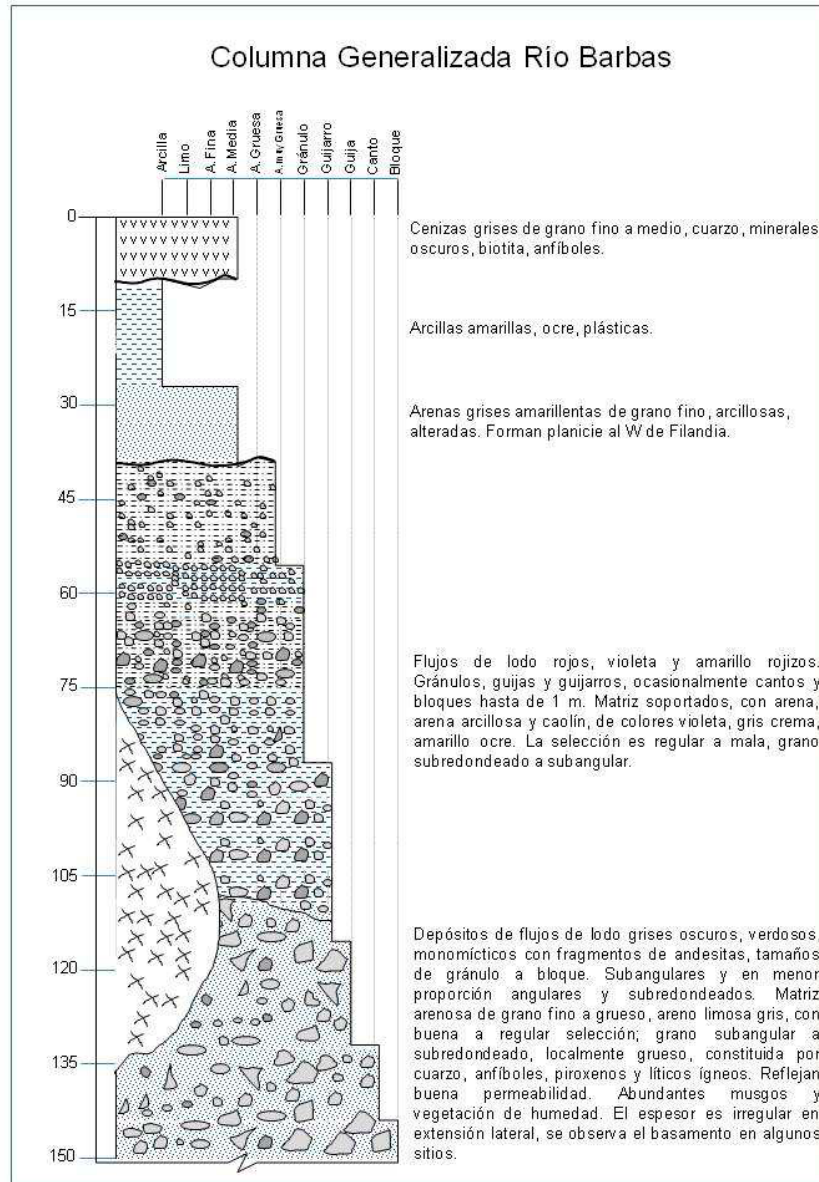 Columna Generalizada Río Barbas
Arcilla
Limo
A. Fina
A. Media
A. Gruesa
A. muy Gruesa
Gránulo
Guijarro
Guija
Canto
Bloque
0
Cenizas grises de grano fino a medio, cuarzo, minerales
oscuros, biotita, anfíboles.
15
Arcillas amarillas, ocre, plásticas.
30
Arenas grises amarillentas de grano fino, arcillosas,
alteradas. Forman planicie al W de Filandia.
45
60
Flujos de lodo rojos, violeta y amarillo rojizos.
Gránulos, guijas y guijarros, ocasionalmente cantos y
bloques hasta de 1 m. Matriz soportados, con arena,
arena arcillosa y caolín, de colores violeta, gris crema,
amarillo ocre. La selección es regular a mala, grano
subredondeado a subangular.
75
90
105
Depósitos de flujos de lodo grises oscuros, verdosos,
monomícticos con fragmentos de andesitas, tamaños
de gránulo a bloque. Subangulares y en menor
proporción angulares y subredondeados. Matriz
arenosa de grano fino a grueso, areno limosa gris, con
buena a regular selección; grano subangular a
subredondeado, localmente grueso, constituida por
cuarzo, anfíboles, piroxenos y líticos ígneos. Reflejan
buena permeabilidad. Abundantes musgos y
vegetación de humedad. El espesor es irregular en
extensión lateral, se observa el basamento en algunos
sitios.
120
135
150